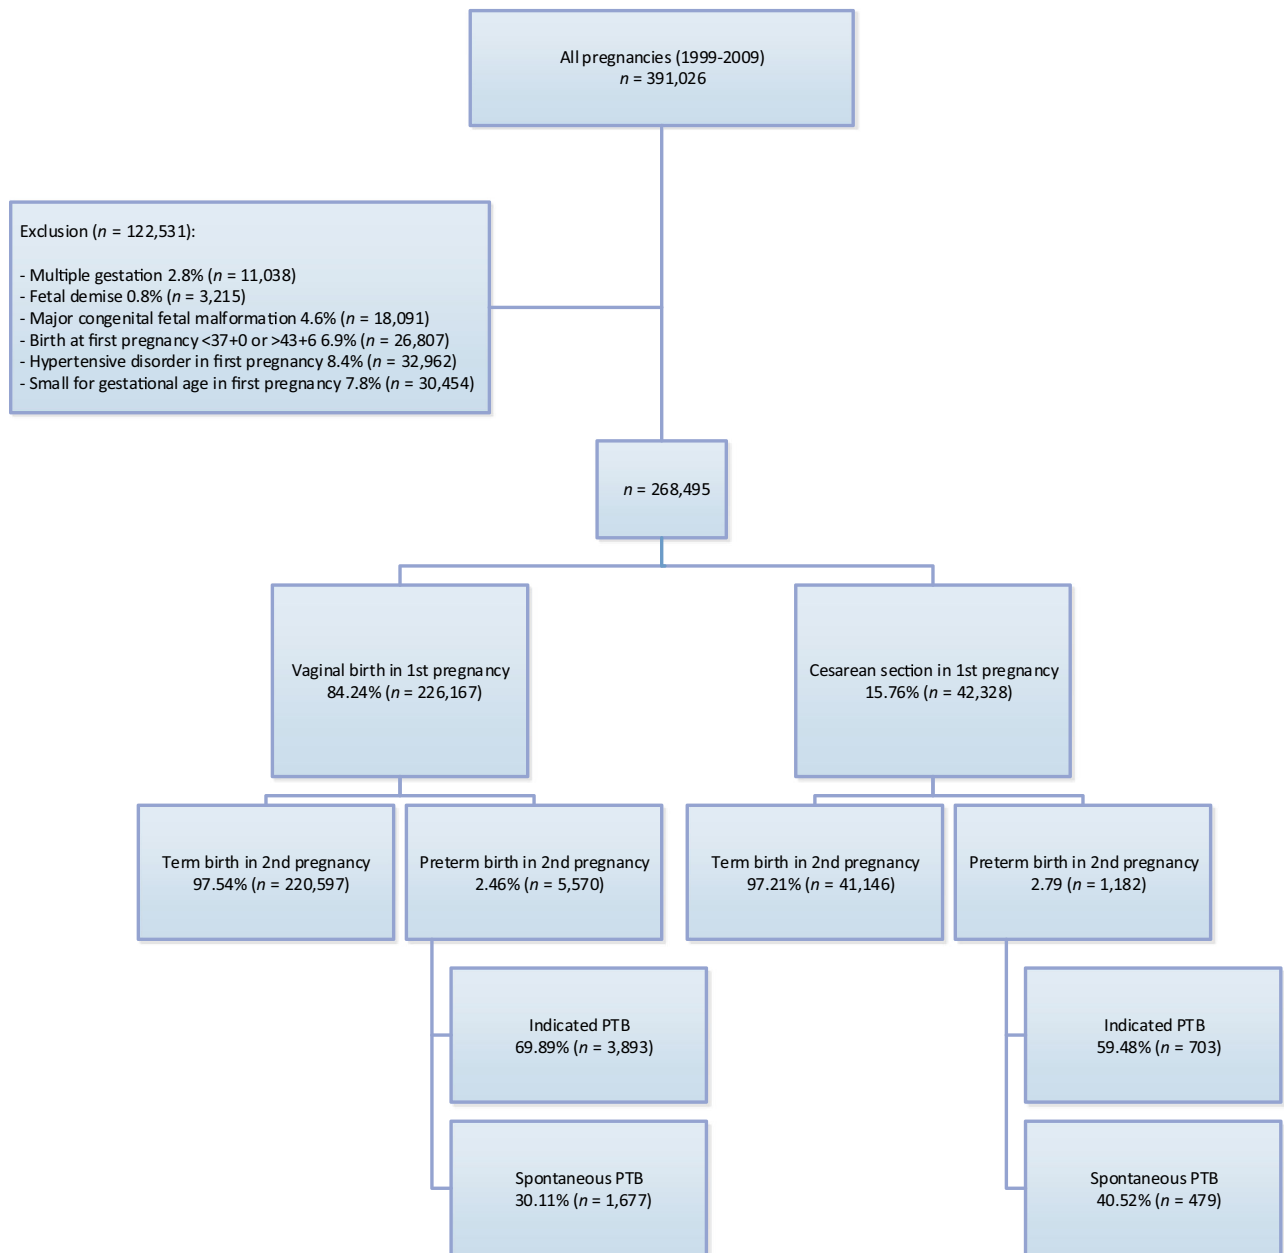 All pregnancies (1999-2009)
n = 391,026
Exclusion (n = 122,531):
- Multiple gestation 2.8% (n = 11,038)
- Fetal demise 0.8% (n = 3,215)
- Major congenital fetal malformation 4.6% (n = 18,091)
- Birth at first pregnancy <37+0 or >43+6 6.9% (n = 26,807)
- Hypertensive disorder in first pregnancy 8.4% (n = 32,962)
- Small for gestational age in first pregnancy 7.8% (n = 30,454)
n = 268,495
Vaginal birth in 1st pregnancy
84.24% (n = 226,167)
Cesarean section in 1st pregnancy
15.76% (n = 42,328)
Term birth in 2nd pregnancy
97.54% (n = 220,597)
Preterm birth in 2nd pregnancy
2.46% (n = 5,570)
Term birth in 2nd pregnancy
97.21% (n = 41,146)
Preterm birth in 2nd pregnancy
2.79 (n = 1,182)
Indicated PTB
69.89% (n = 3,893)
Indicated PTB
59.48% (n = 703)
Spontaneous PTB
30.11% (n = 1,677)
Spontaneous PTB
40.52% (n = 479)